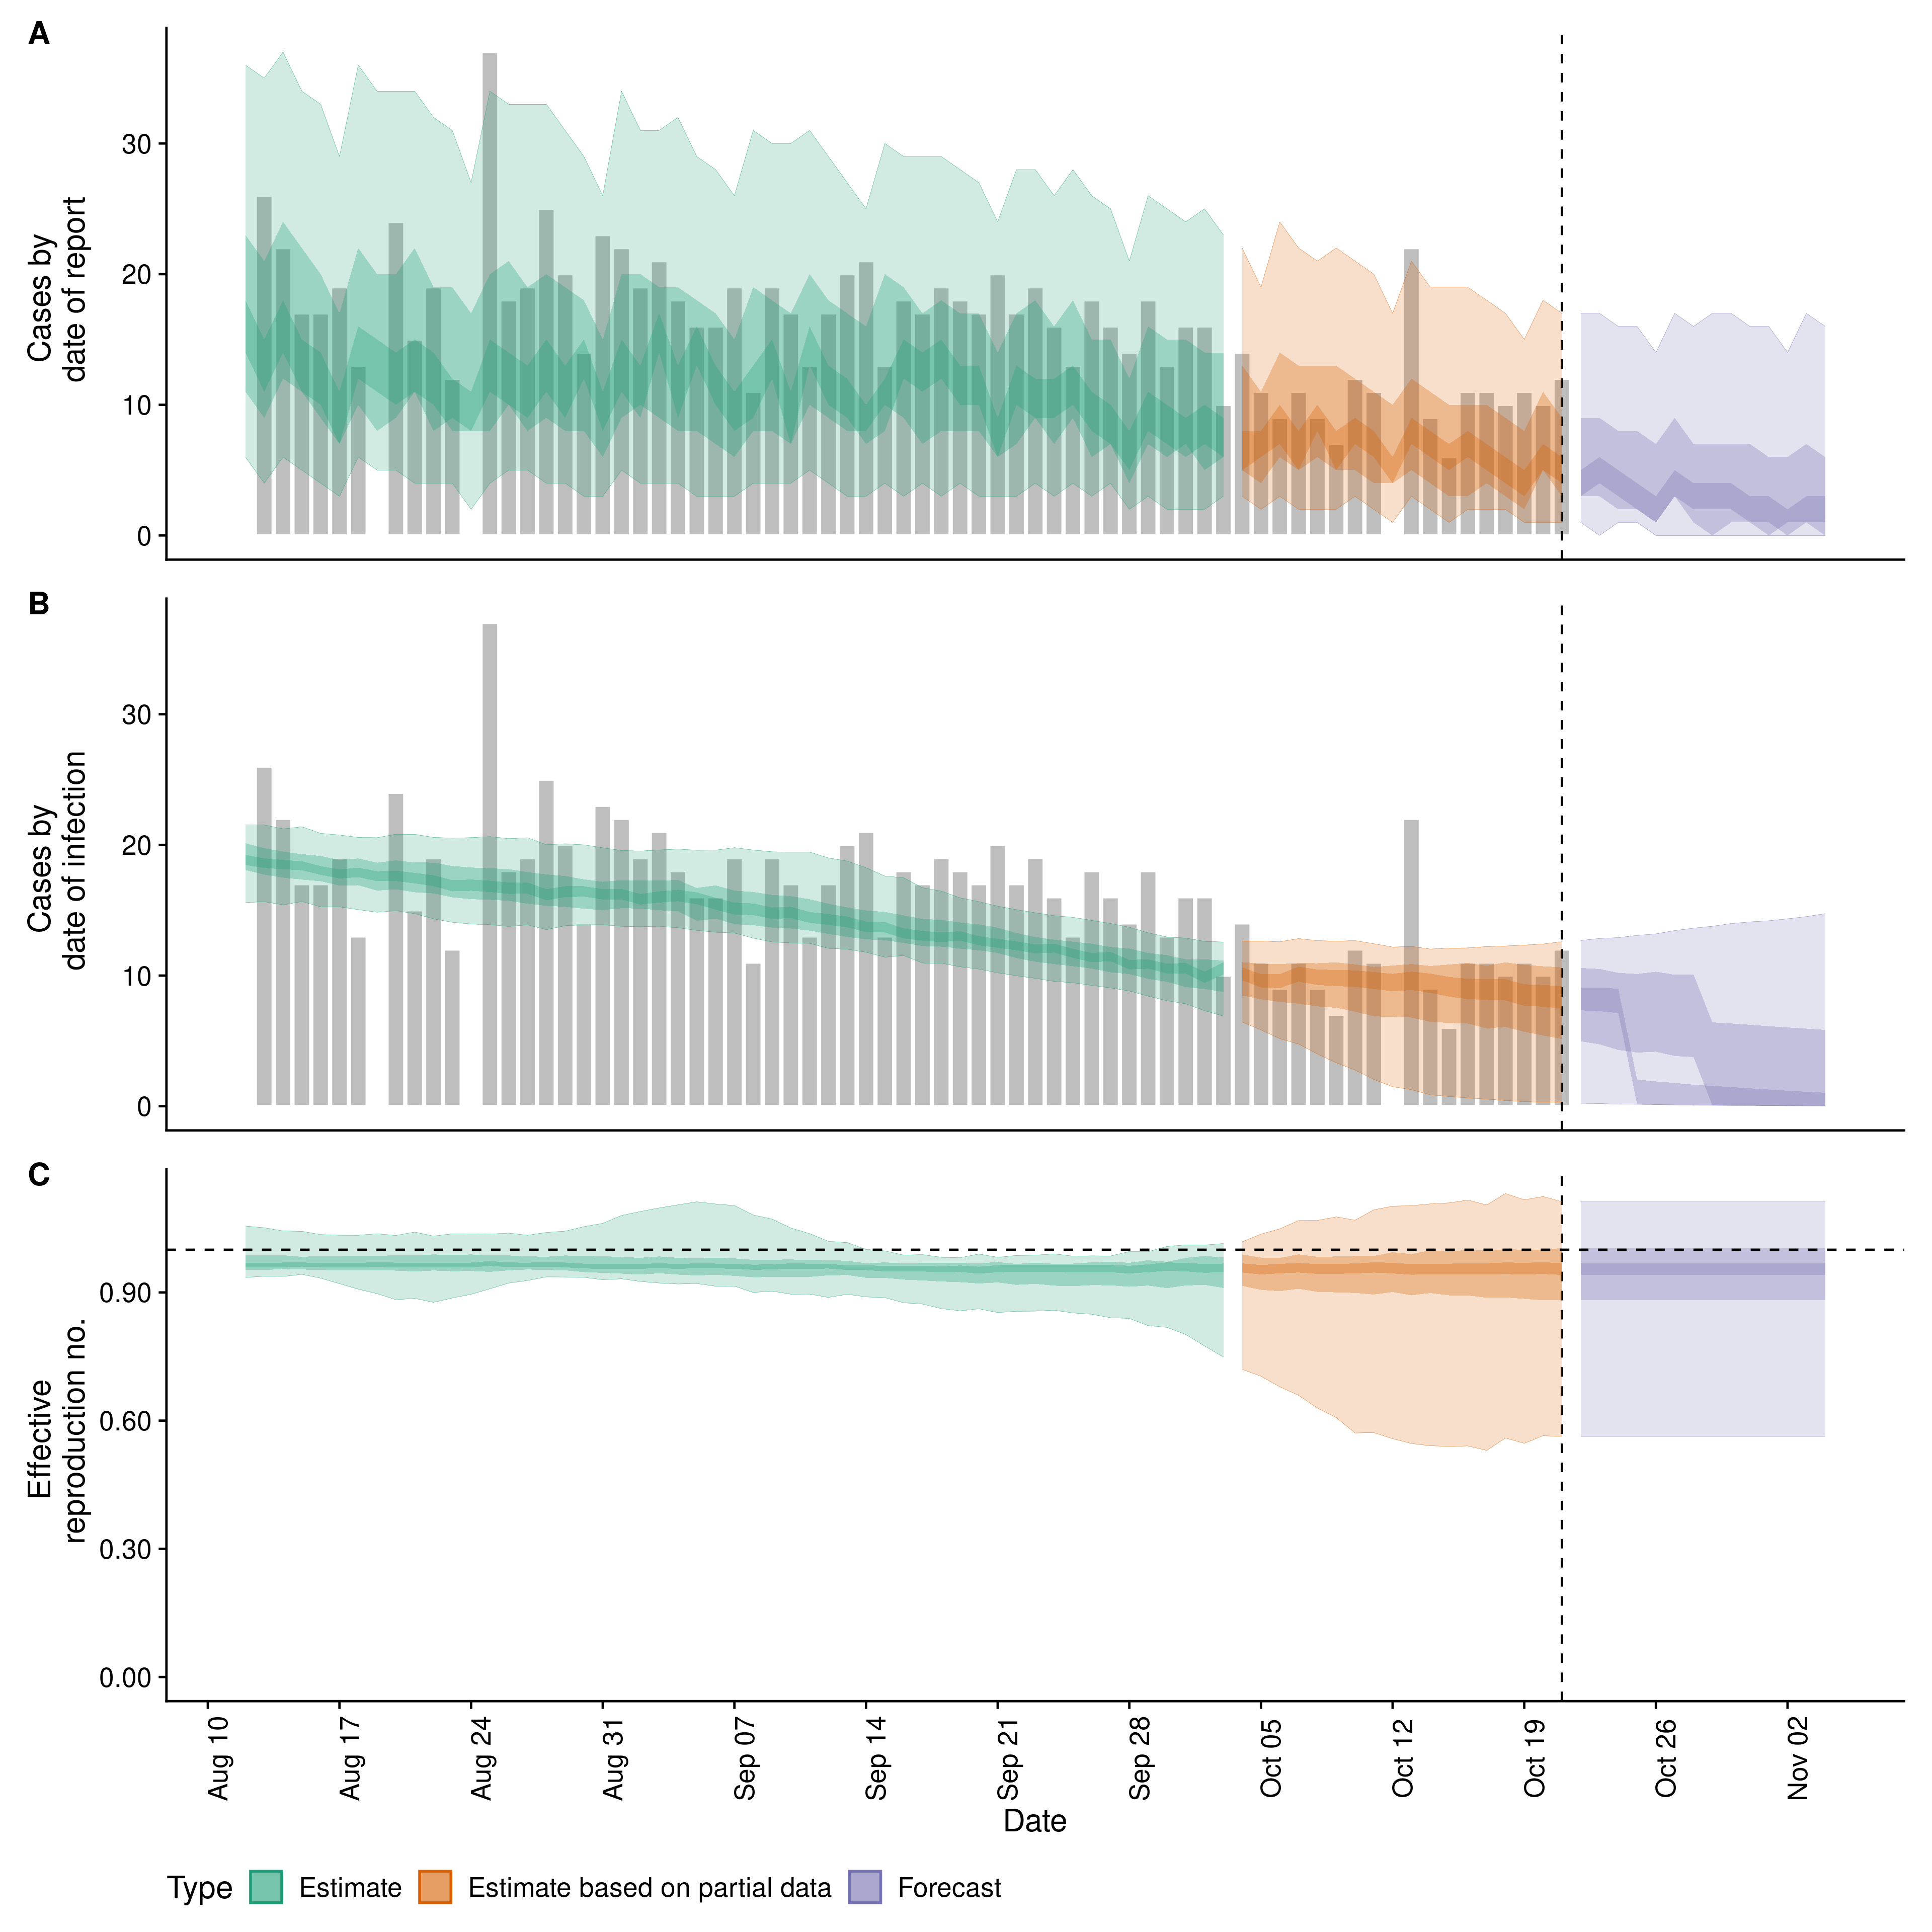 A
Cases by
date of report
30
20
10
0
B
Cases by
date of infection
30
20
10
0
C
Effective
reproduction no.
0.90
0.60
0.30
0.00
Aug 10
Aug 17
Aug 24
Aug 31
Sep 07
Sep 14
Sep 21
Sep 28
Oct 05
Oct 12
Oct 19
Oct 26
Nov 02
Date
Type Estimate Estimate based on partial data Forecast